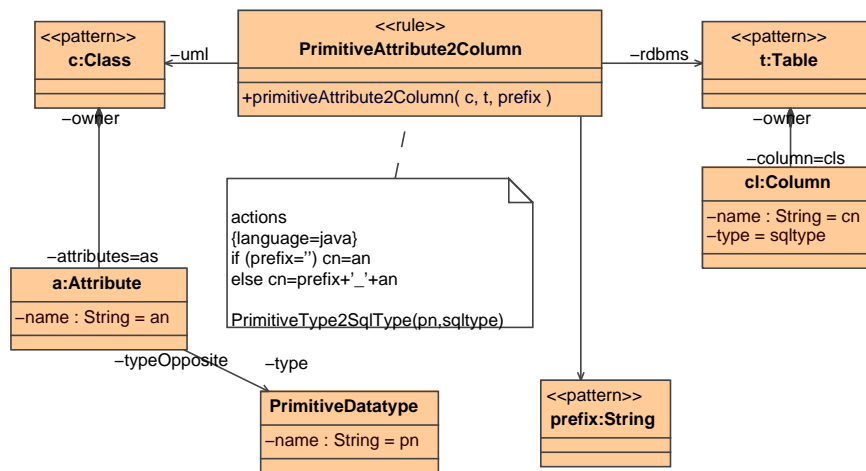 <<pattern>>
c:Class
−uml
<<rule>>
PrimitiveAttribute2Column
+primitiveAttribute2Column( c, t, prefix )
−rdbms
<<pattern>>
t:Table
−owner
−owner
−column=cls
cl:Column
−name : String = cn
−type = sqltype
actions
{language=java}
if (prefix='') cn=an
else cn=prefix+'_'+an
PrimitiveType2SqlType(pn,sqltype)
−attributes=as
a:Attribute
−name : String = an
−typeOpposite
−type
PrimitiveDatatype
−name : String = pn
<<pattern>>
prefix:String